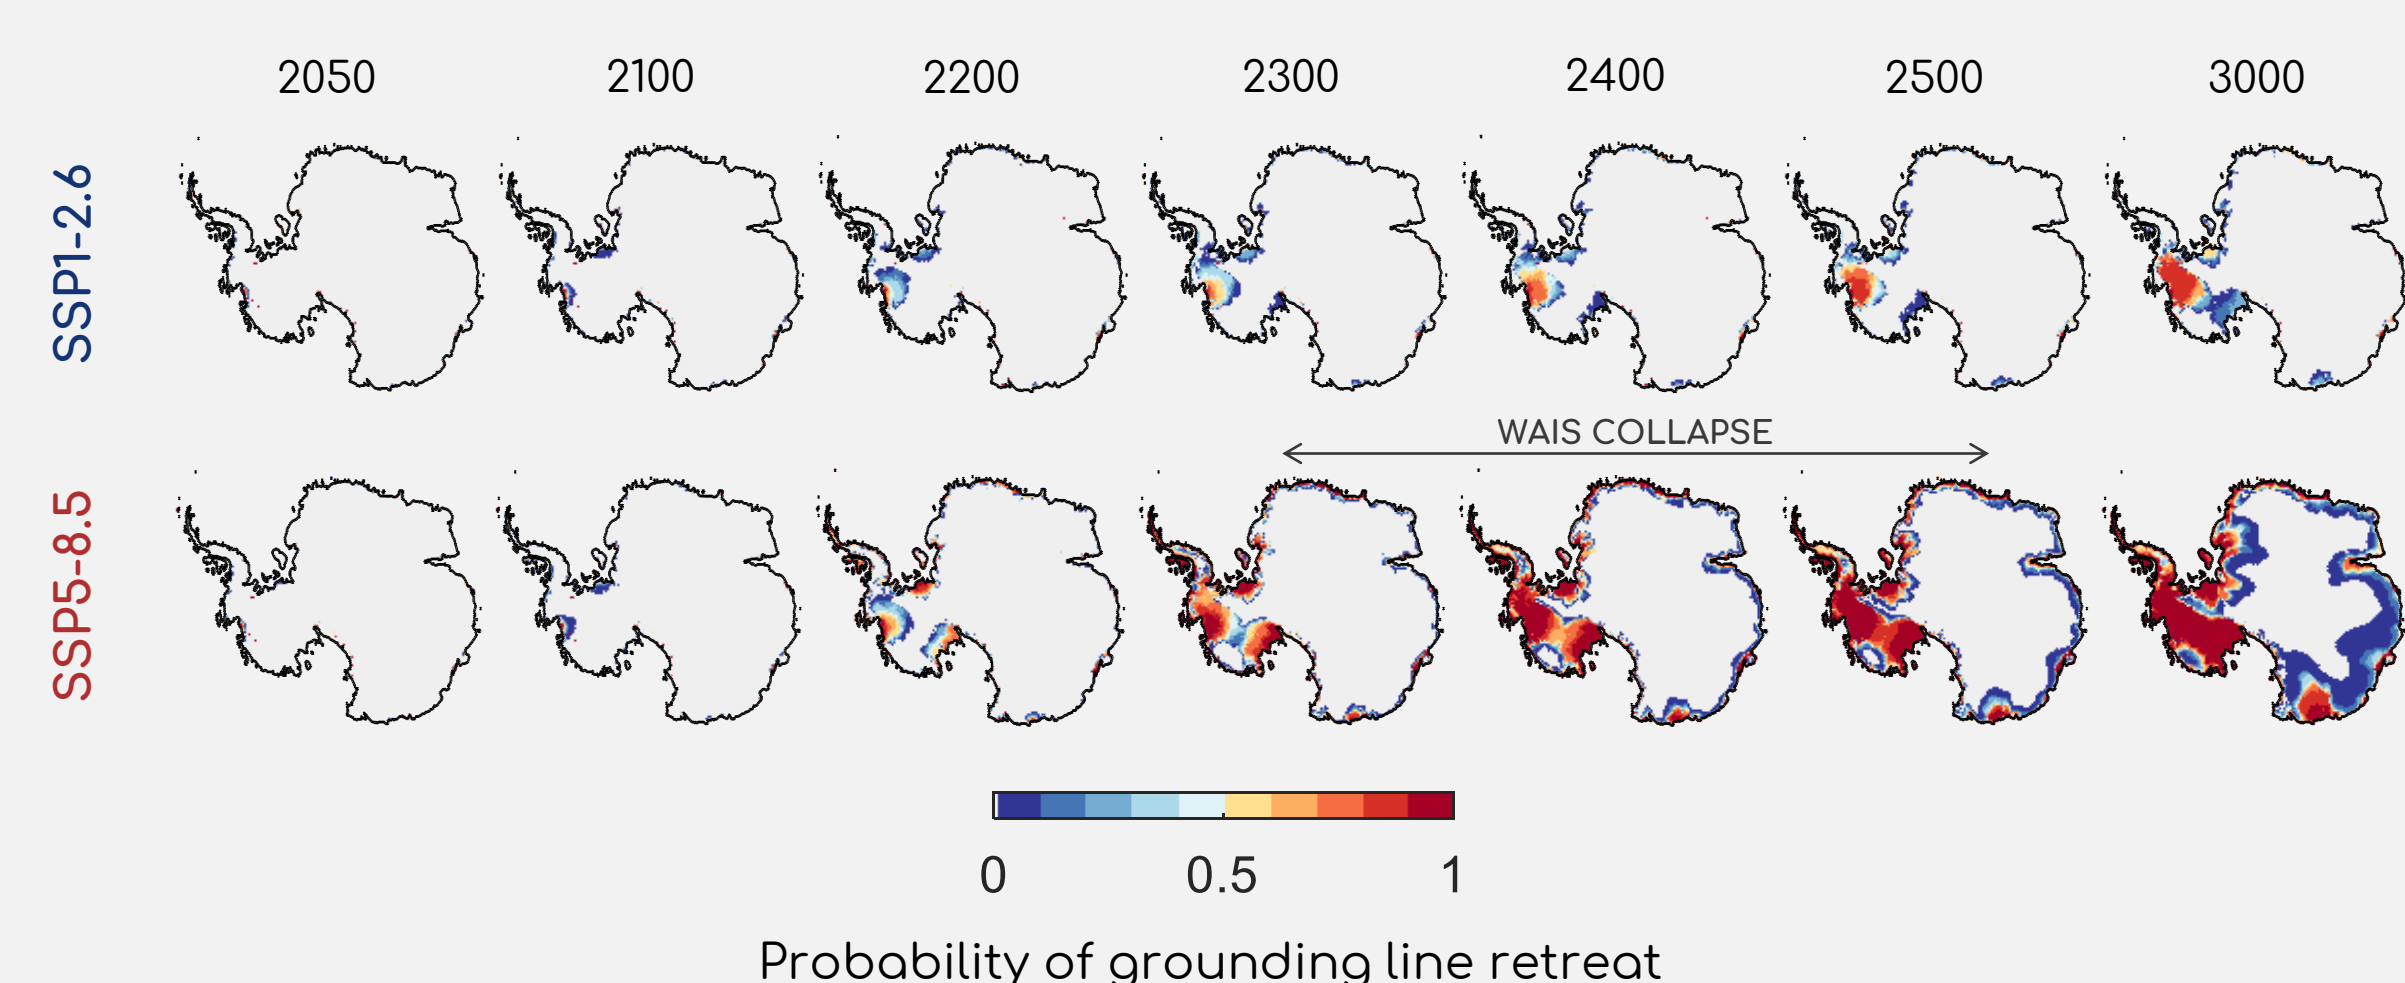 2050 2100 2200 2300 2400 2500 3000
SSP1-2.6
WAIS COLLAPSE
SSP5-8.5
0 0.5 1
Probability of grounding line retreat